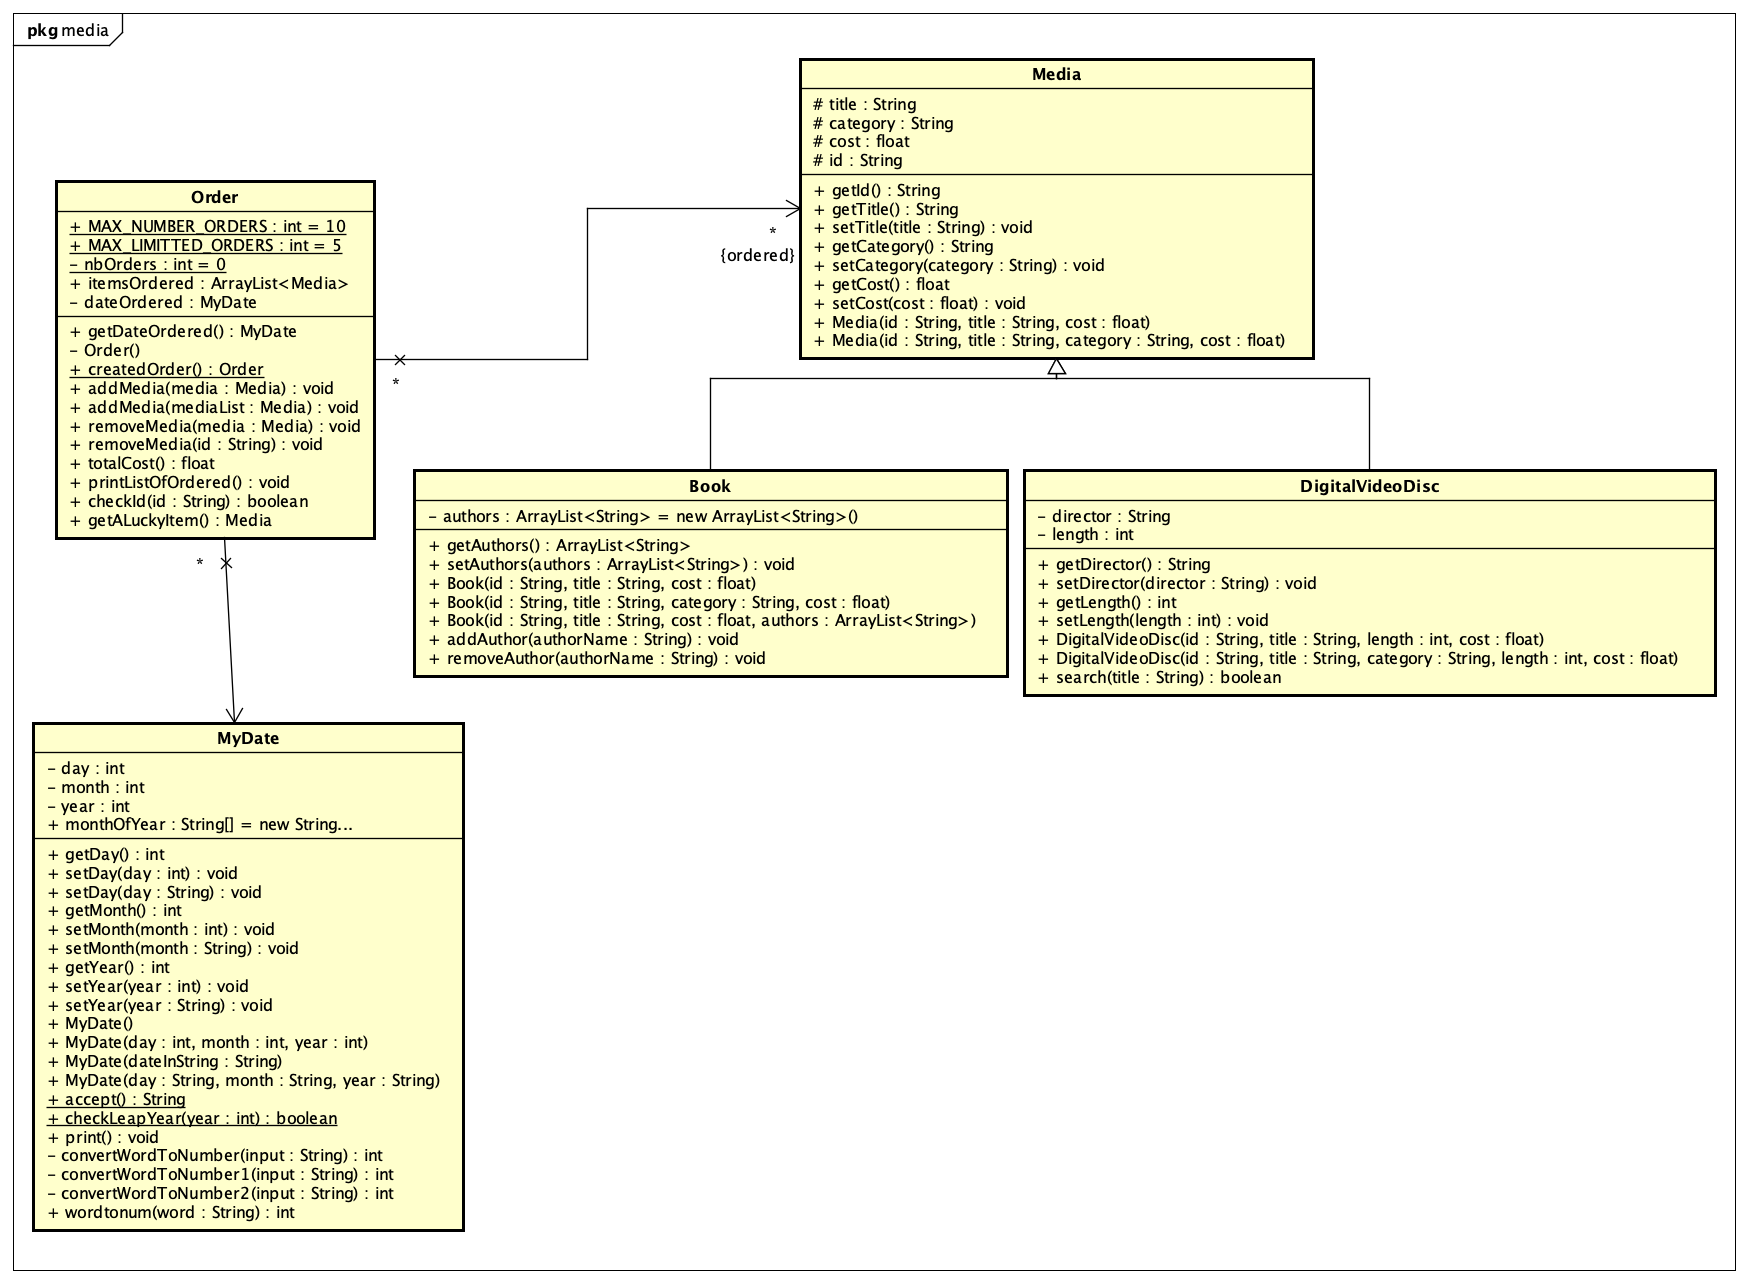 pkg media
Media
# title : String
# category : String
# cost : float
# id : String
+ getId() : String
+ getTitle() : String
+ setTitle(title : String) : void
+ getCategory() : String
+ setCategory(category : String) : void
+ getCost() : float
+ setCost(cost : float) : void
+ Media(id : String, title : String, cost : float)
+ Media(id : String, title : String, category : String, cost : float)
Order
+ MAX_NUMBER_ORDERS : int = 10
+ MAX_LIMITTED_ORDERS : int = 5
- nbOrders : int = 0
+ itemsOrdered : ArrayList<Media>
- dateOrdered : MyDate
+ getDateOrdered() : MyDate
- Order()
+ createdOrder() : Order
+ addMedia(media : Media) : void
+ addMedia(mediaList : Media) : void
+ removeMedia(media : Media) : void
+ removeMedia(id : String) : void
+ totalCost() : float
+ printListOfOrdered() : void
+ checkId(id : String) : boolean
+ getALuckyItem() : Media
*
{ordered}
*
*
Book
- authors : ArrayList<String> = new ArrayList<String>()
+ getAuthors() : ArrayList<String>
+ setAuthors(authors : ArrayList<String>) : void
+ Book(id : String, title : String, cost : float)
+ Book(id : String, title : String, category : String, cost : float)
+ Book(id : String, title : String, cost : float, authors : ArrayList<String>)
+ addAuthor(authorName : String) : void
+ removeAuthor(authorName : String) : void
DigitalVideoDisc
- director : String
- length : int
+ getDirector() : String
+ setDirector(director : String) : void
+ getLength() : int
+ setLength(length : int) : void
+ DigitalVideoDisc(id : String, title : String, length : int, cost : float)
+ DigitalVideoDisc(id : String, title : String, category : String, length : int, cost : float)
+ search(title : String) : boolean
MyDate
- day : int
- month : int
- year : int
+ monthOfYear : String[] = new String...
+ getDay() : int
+ setDay(day : int) : void
+ setDay(day : String) : void
+ getMonth() : int
+ setMonth(month : int) : void
+ setMonth(month : String) : void
+ getYear() : int
+ setYear(year : int) : void
+ setYear(year : String) : void
+ MyDate()
+ MyDate(day : int, month : int, year : int)
+ MyDate(dateInString : String)
+ MyDate(day : String, month : String, year : String)
+ accept() : String
+ checkLeapYear(year : int) : boolean
+ print() : void
- convertWordToNumber(input : String) : int
- convertWordToNumber1(input : String) : int
- convertWordToNumber2(input : String) : int
+ wordtonum(word : String) : int